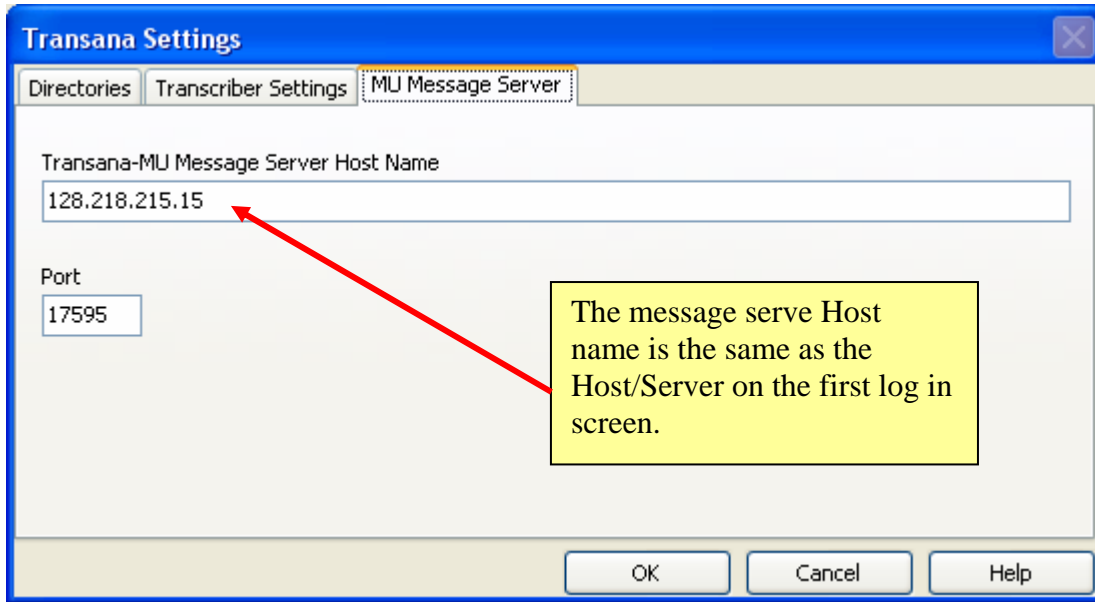 Transana Settings
Directories Transcriber Settings MU Message Server
Transana-MU Message Server Host Name
128.218.215.15
Port
17595
The message serve Host
name is the same as the
Host/Server on the first log in
screen.
OK Cancel Help